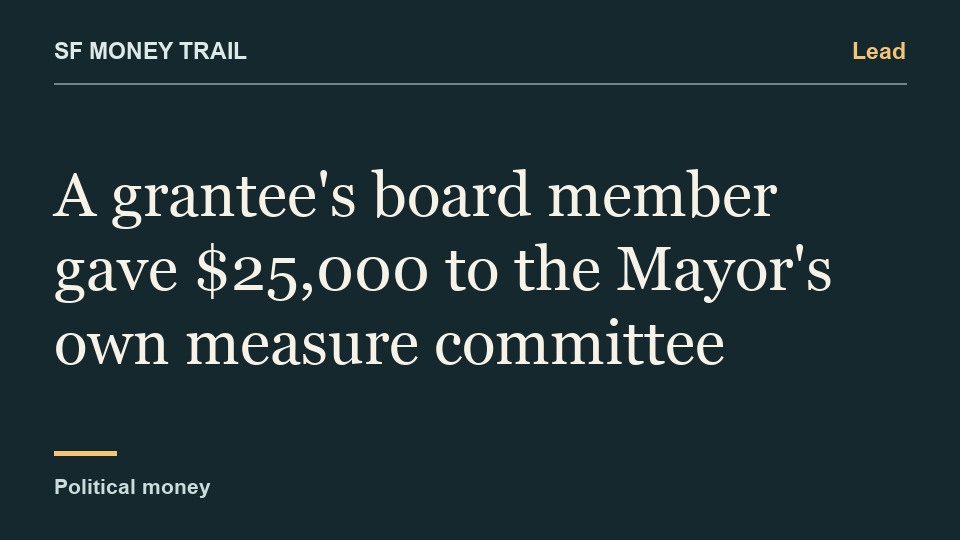 SF MONEY TRAIL
Lead
A grantee's board member
gave $25,000 to the Mayor's
own measure committee
Political money